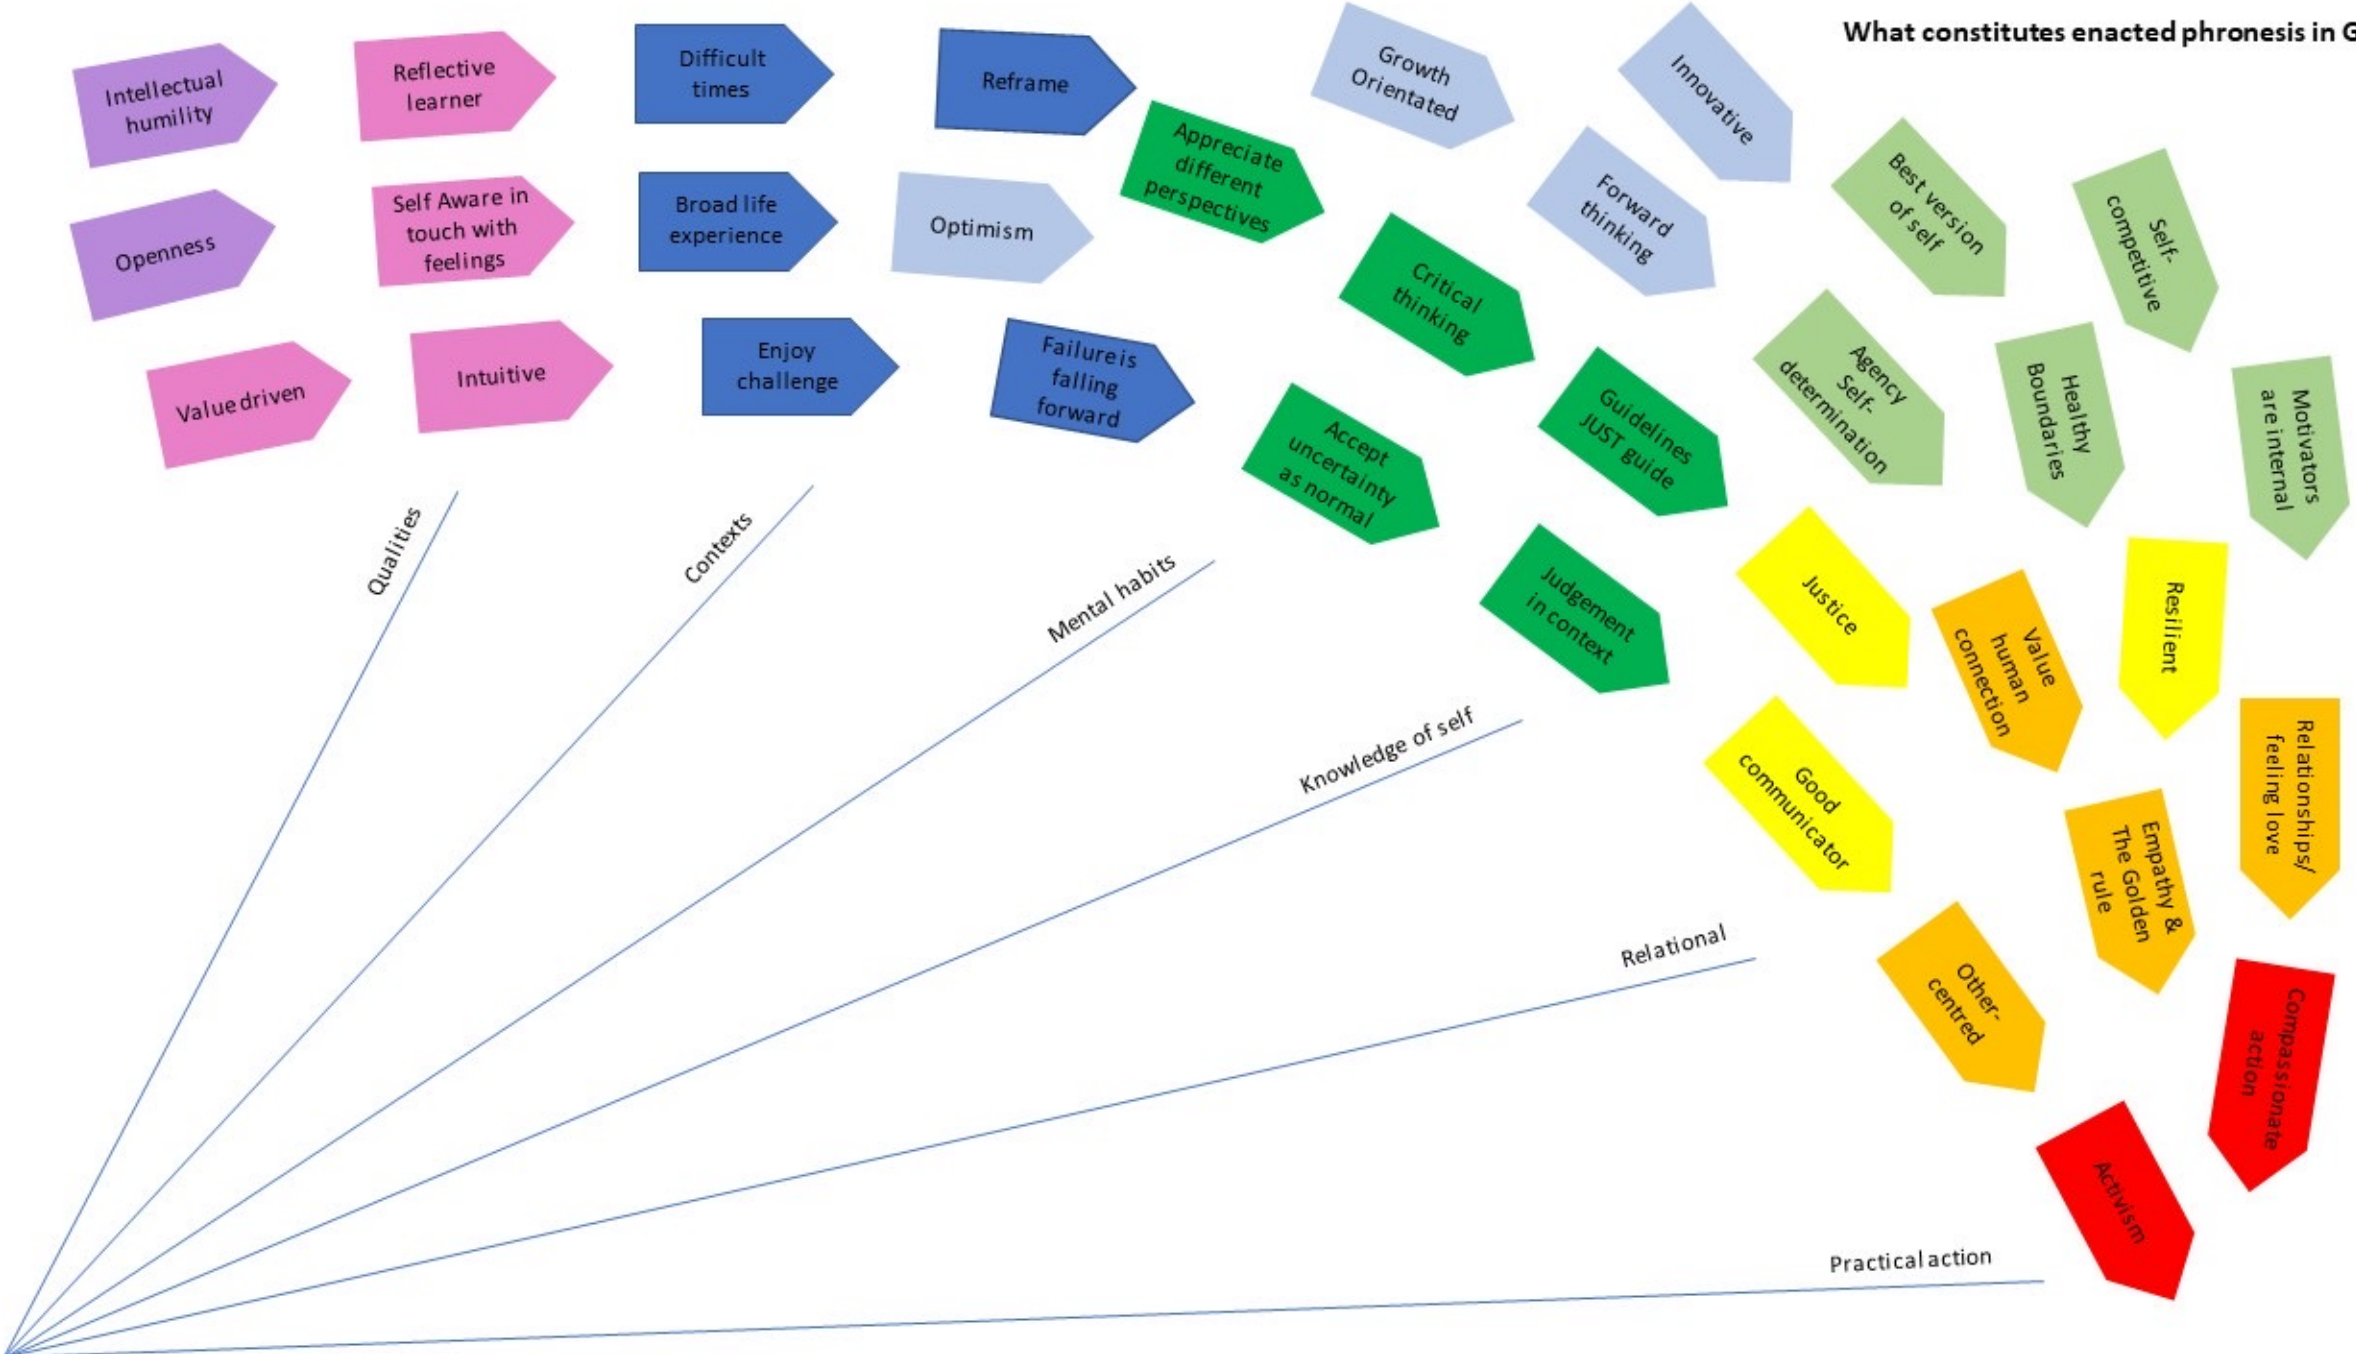 What constitutes enacted phronesis in G
Intellectual
humility
Reflective
learner
Difficult
times
Reframe
Growth
Orientated
Innovative
Openness
Self Aware in
touch with
feelings
Broad life
experience
Optimism
Appreciate
different
perspectives
Forward
thinking
Best version
of self
Self-
competitive
Value driven
Intuitive
Enjoy
challenge
Failure is
falling
forward
Critical
thinking
Accept
uncertainty
as normal
Guidelines
JUST guide
Agency
Self-
determination
Healthy
Boundaries
Motivators
are internal
Judgement
in context
Justice
Value
human
connection
Resilient
Good
communicator
Relationships/
feeling love
Empathy &
The Golden
rule
Other-
centred
Compassionate
action
Activism
Qualities
Contexts
Mental habits
Knowledge of self
Relational
Practical action